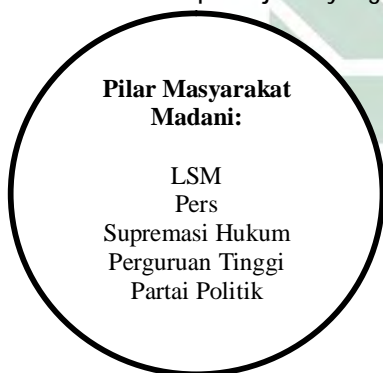 Pilar Masyarakat
Madani:
LSM
Pers
Supremasi Hukum
Perguruan Tinggi
Partai Politik